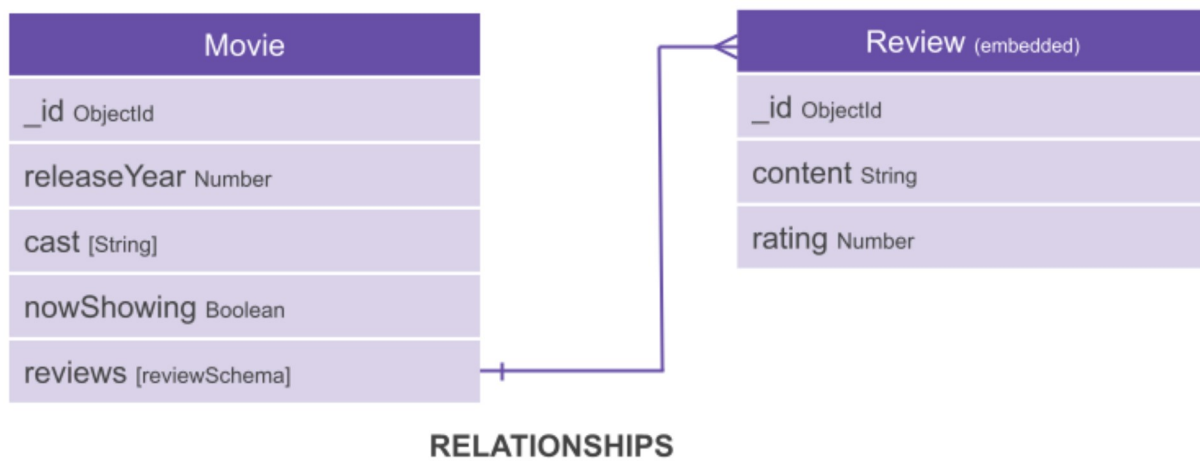 Movie
_id ObjectId
releaseYear Number
cast [String]
nowShowing Boolean
reviews [reviewSchema]
Review (embedded)
_id ObjectId
content String
rating Number
RELATIONSHIPS